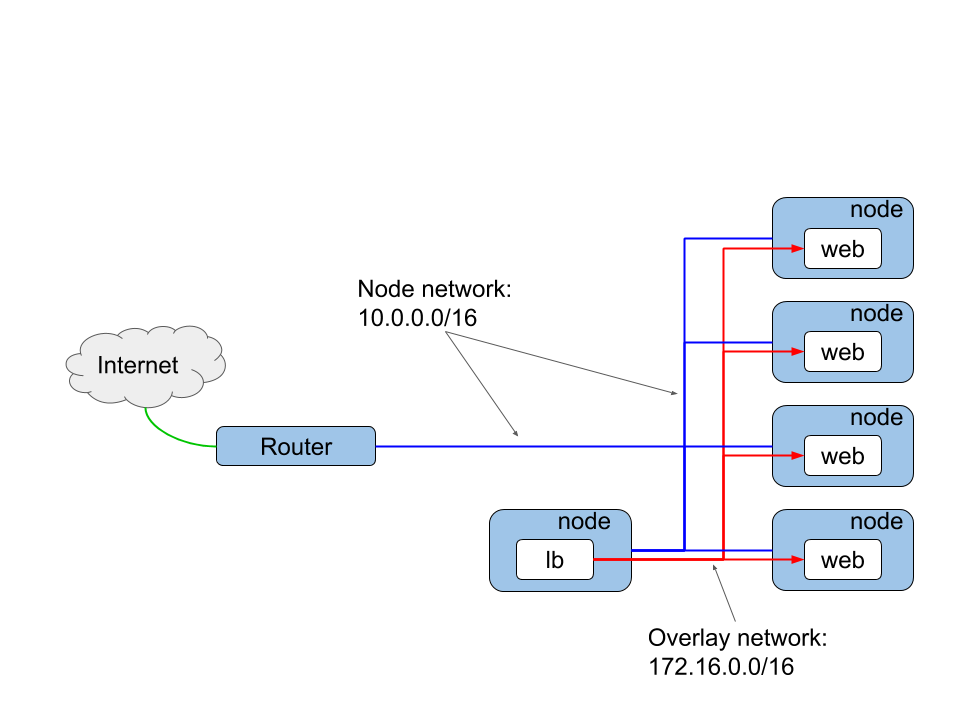 node
web
node
web
Node network:
10.0.0.0/16
Internet
node
web
Router
node
lb
node
web
Overlay network:
172.16.0.0/16